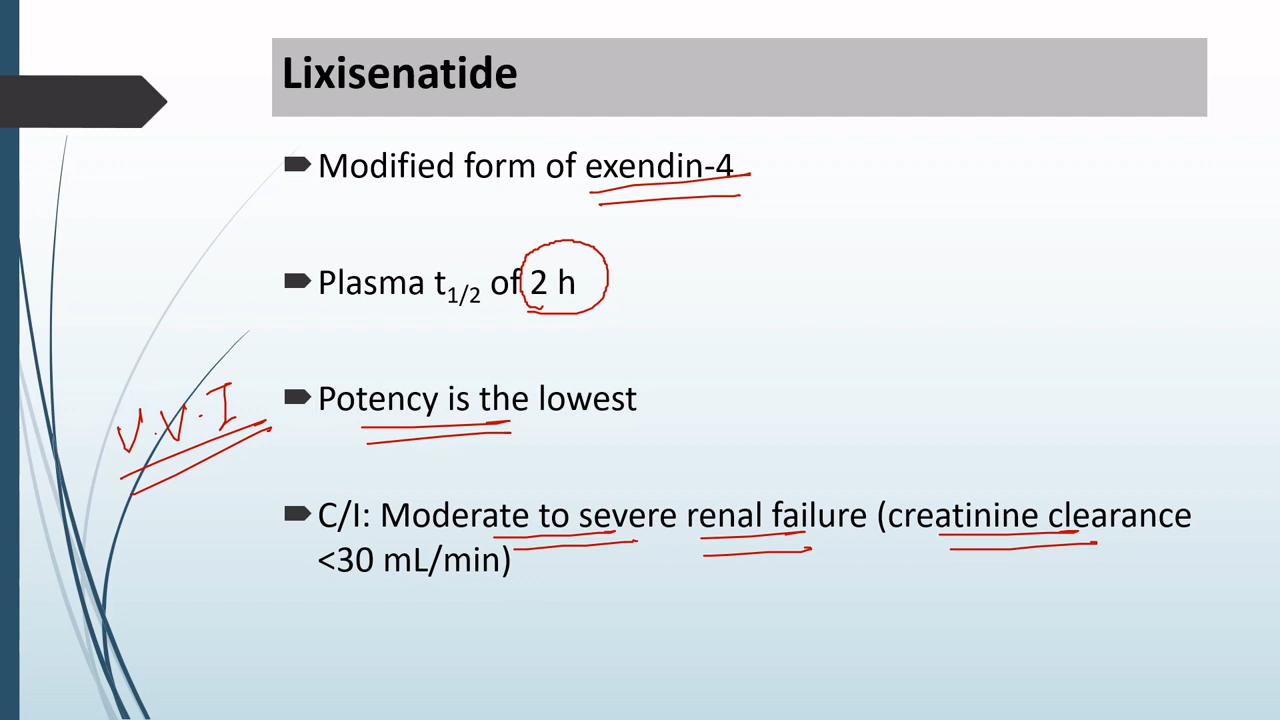 Lixisenatide
Modified form of exendin-4
Plasma t1/2 of 2 h
Potency is the lowest
V.V.I
C/I: Moderate to severe renal failure (creatinine clearance
<30 mL/min)